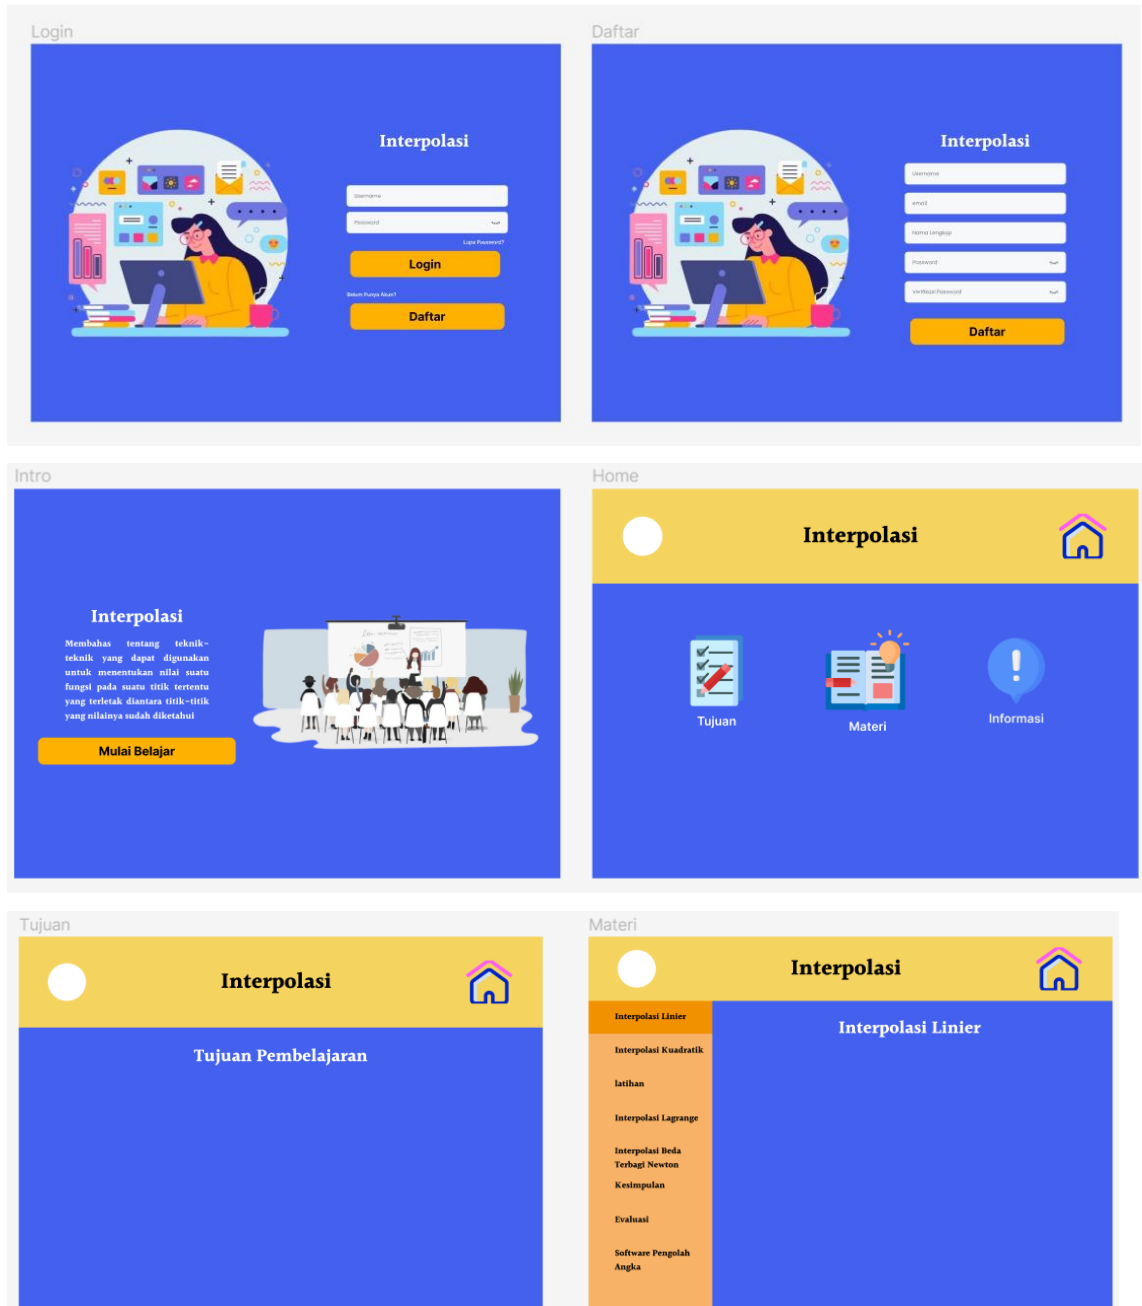 Login
Interpolasi
Username
Password
Lupa Password?
Login
Belum Punya Akun?
Daftar
Daftar
Interpolasi
Username
email
Nama Lengkap
Password
Verifikasi Password
Daftar
Intro
Interpolasi
Membahas tentang teknik-
teknik yang dapat digunakan
untuk menentukan nilai suatu
fungsi pada suatu titik tertentu
yang terletak diantara titik-titik
yang nilainya sudah diketahui
Mulai Belajar
Home
Interpolasi
Tujuan
Materi
Informasi
Tujuan
Interpolasi
Tujuan Pembelajaran
Materi
Interpolasi
Interpolasi Linier
Interpolasi Kuadratik
latihan
Interpolasi Lagrange
Interpolasi Beda
Terbagi Newton
Kesimpulan
Evaluasi
Software Pengolah
Angka
Interpolasi Linier